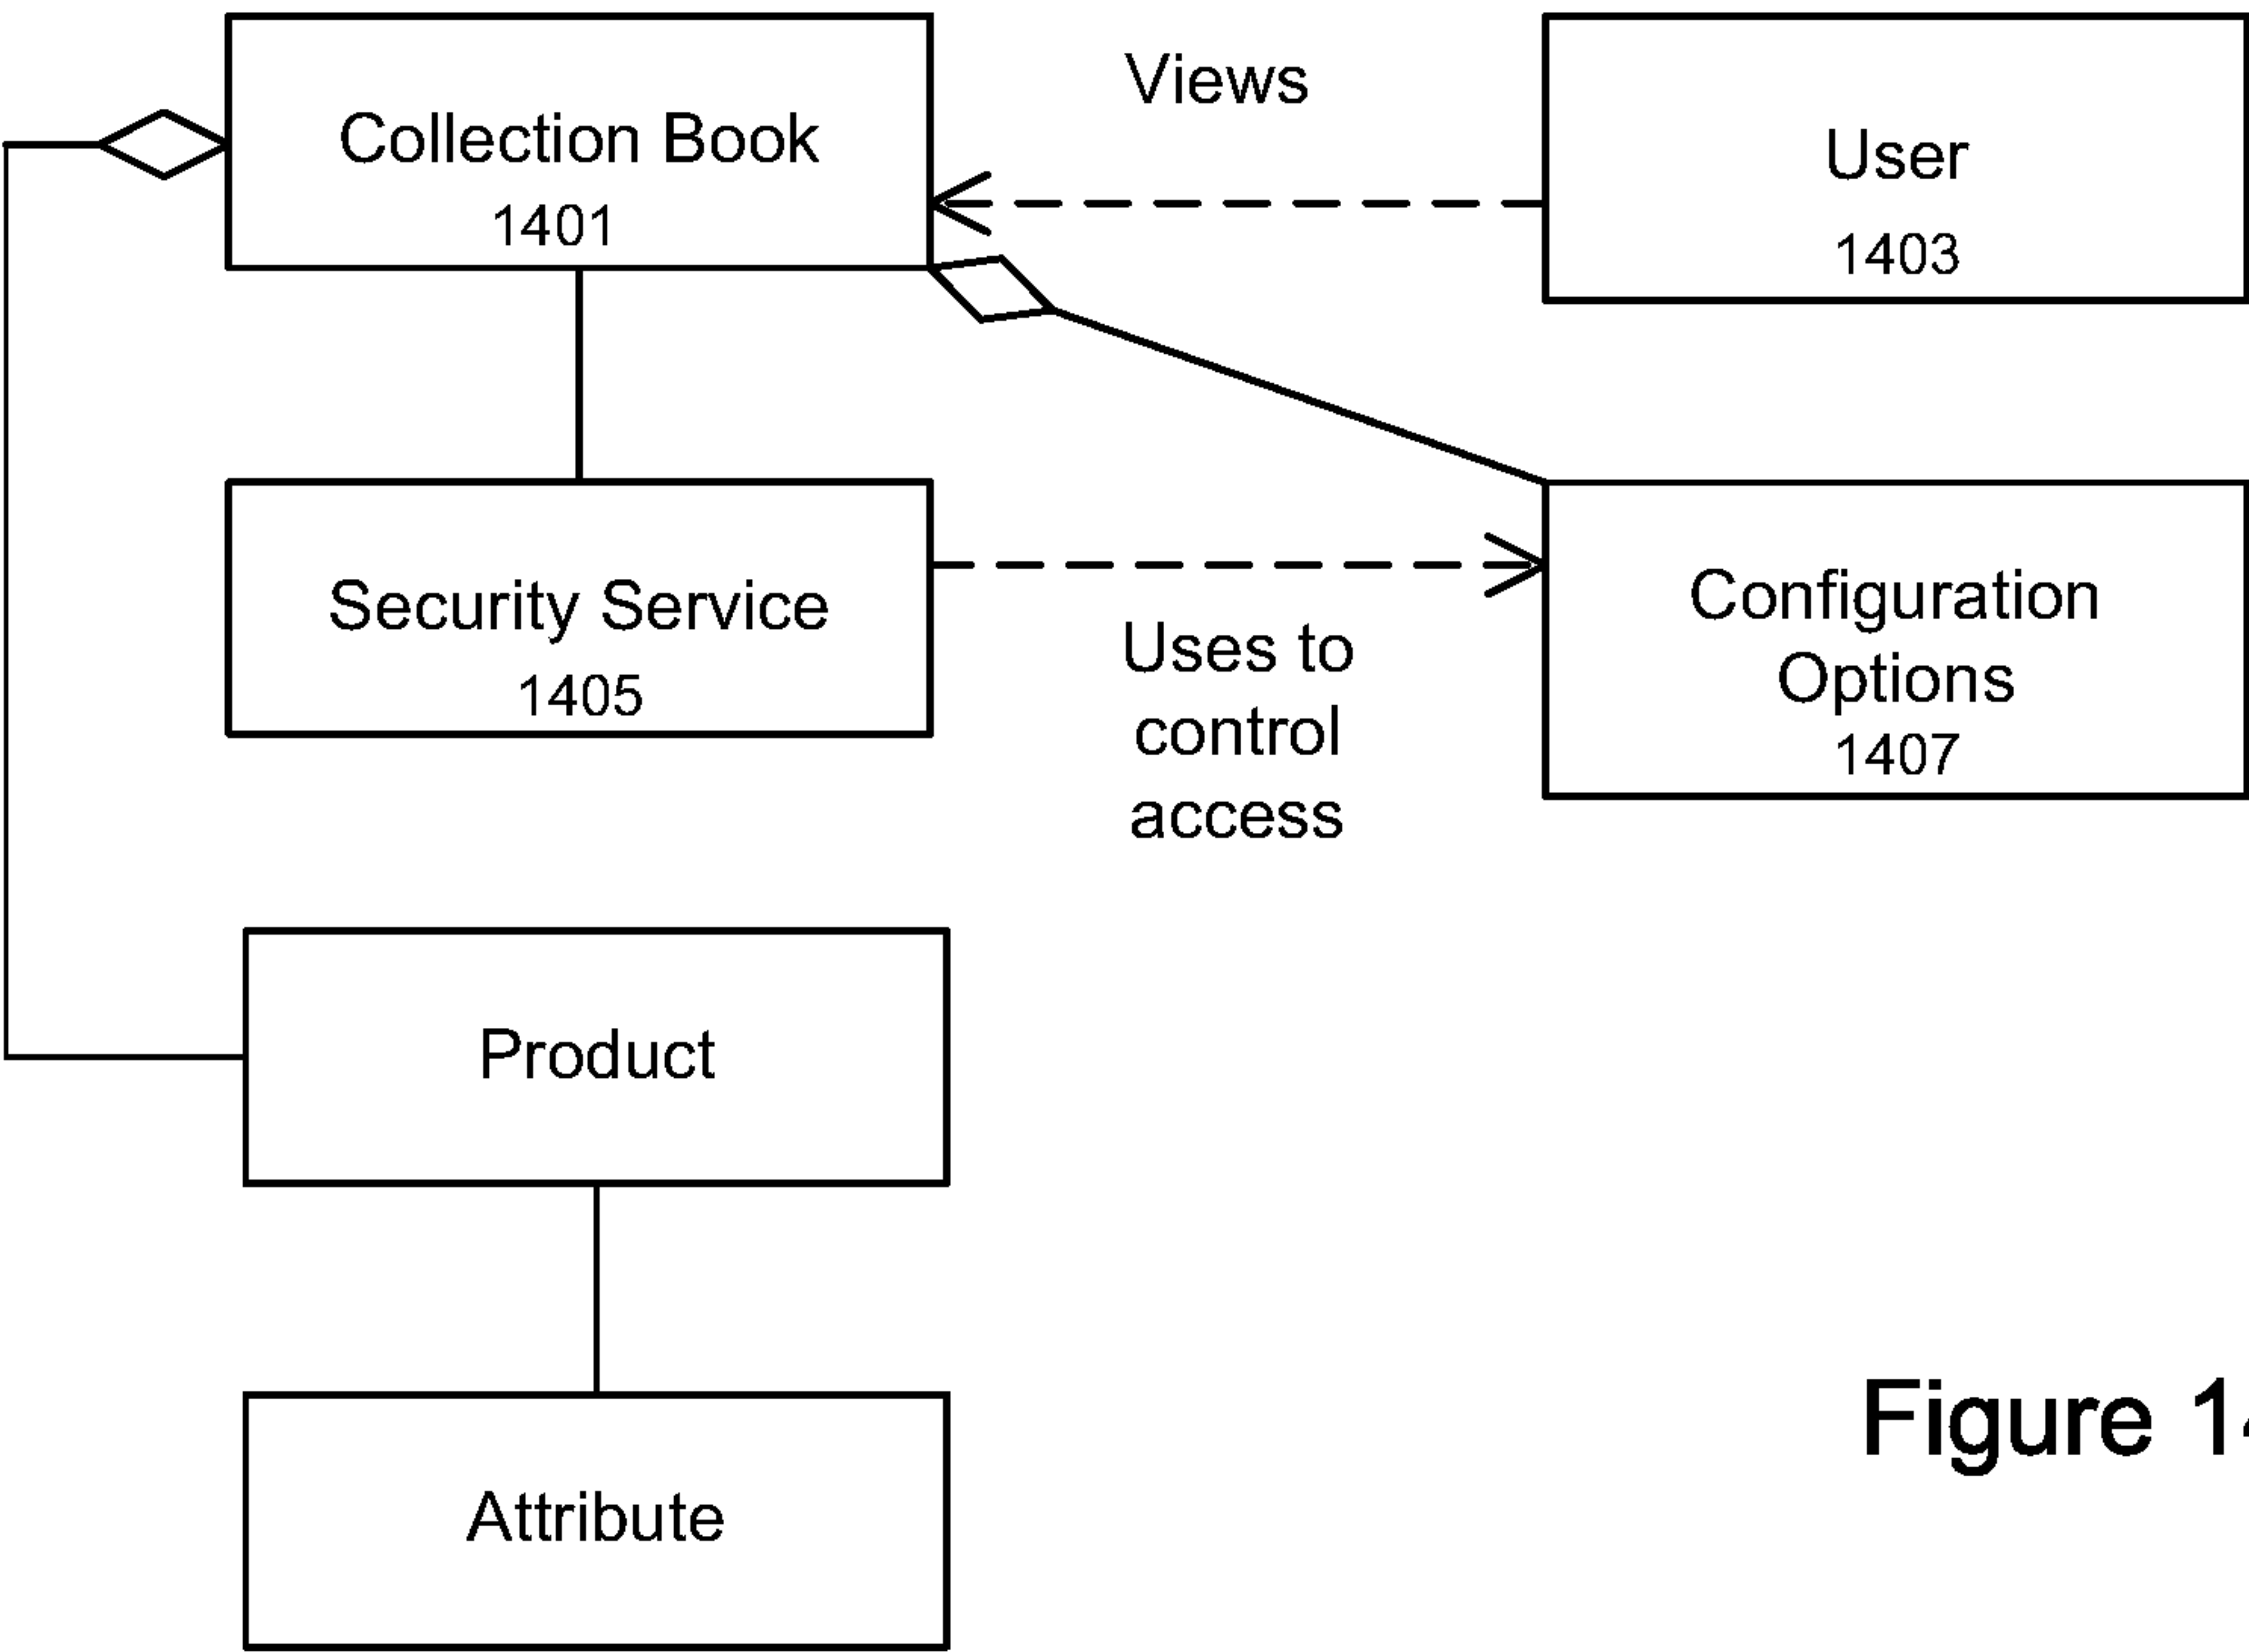 Collection Book
1401
Views
User
1403
Security Service
1405
Uses to
control
access
Configuration
Options
1407
Product
Attribute
Figure 14